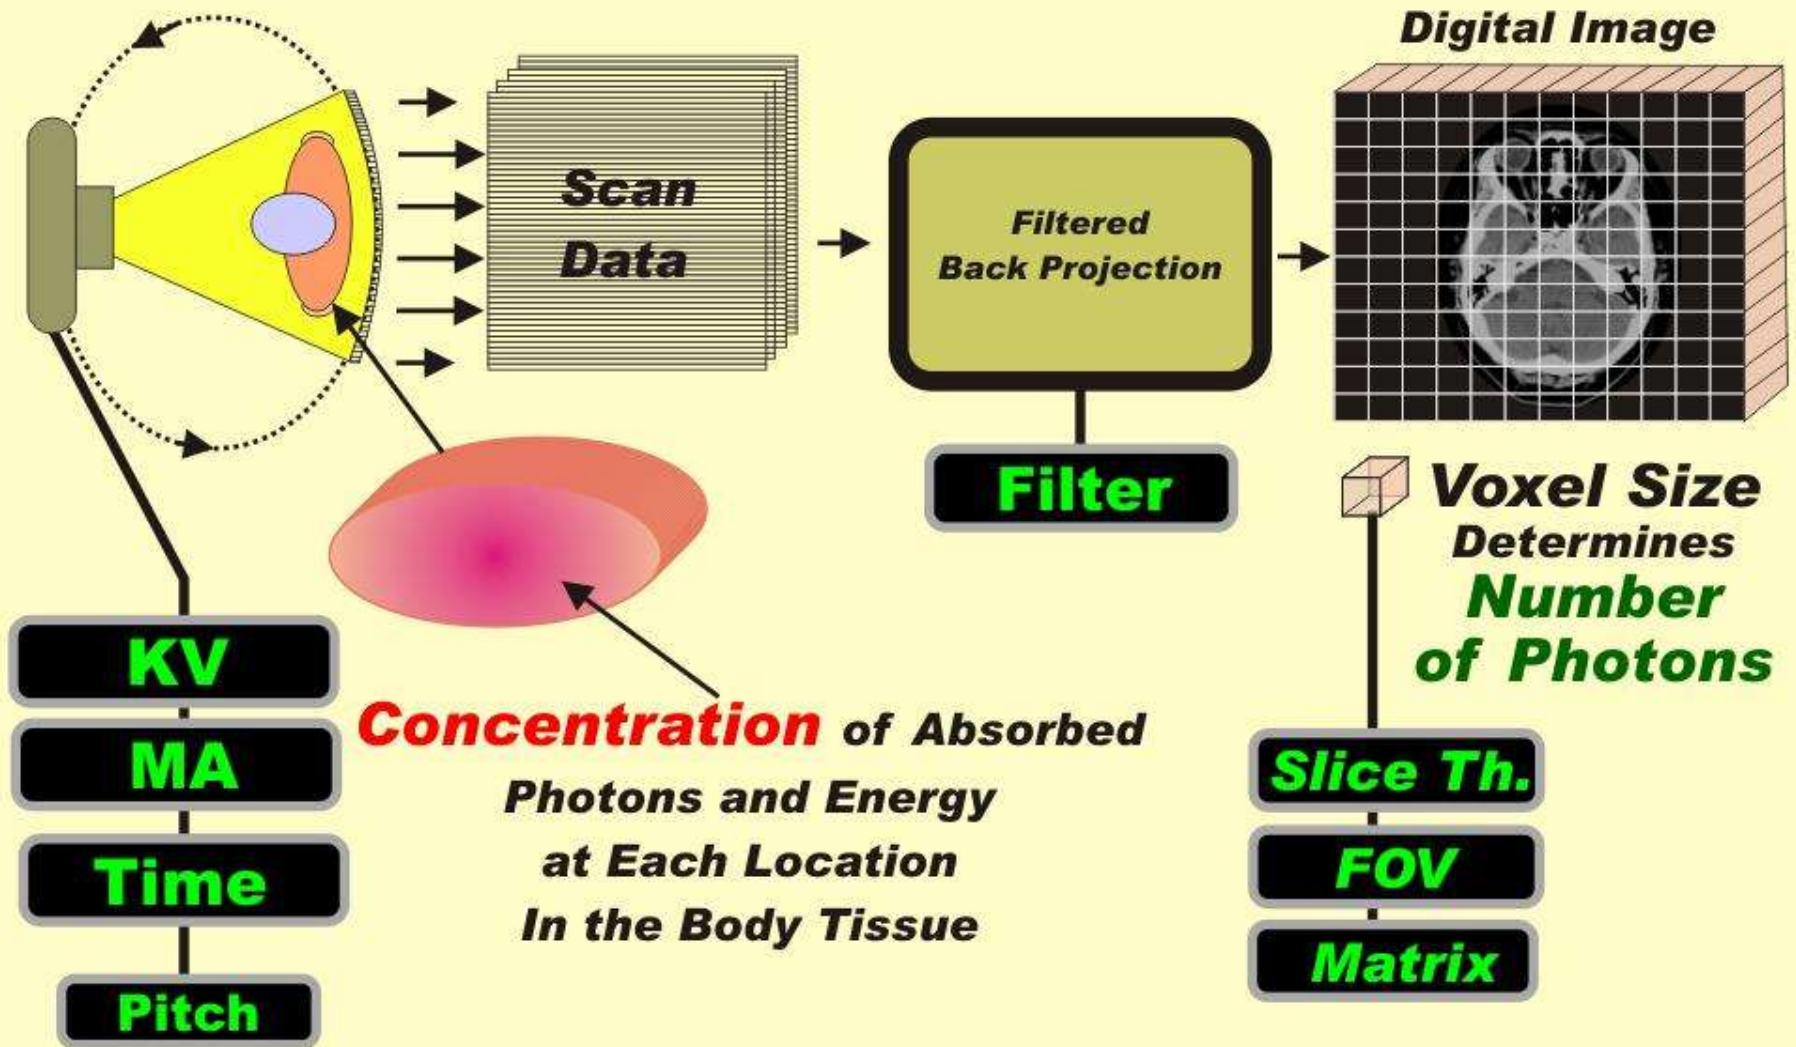 Digital Image
Scan
Data
Filtered
Back Projection
Filter
Voxel Size
Determines
Number
of Photons
KV
MA
Time
Pitch
Concentration of Absorbed
Photons and Energy
at Each Location
In the Body Tissue
Slice Th.
FOV
Matrix